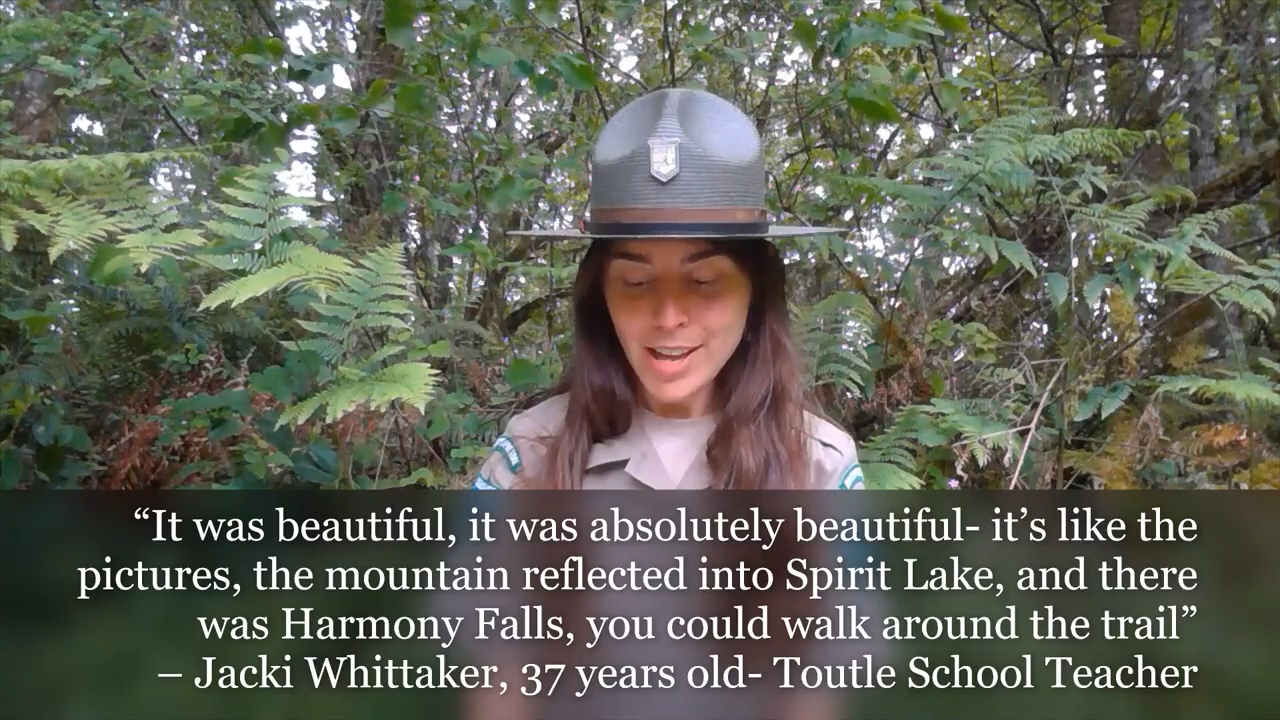 “It was beautiful, it was absolutely beautiful- it’s like the
pictures, the mountain reflected into Spirit Lake, and there
was Harmony Falls, you could walk around the trail”
– Jacki Whittaker, 37 years old- Toutle School Teacher